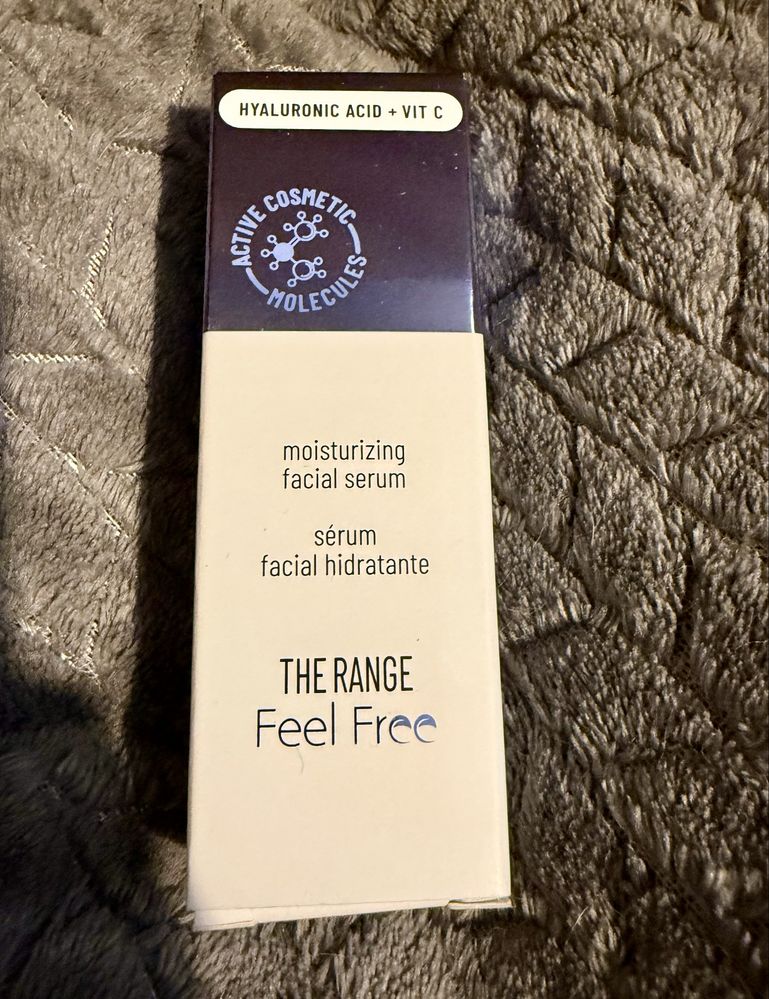 HYALURONIC ACID + VIT C
ACTIVE COSMETIC
MOLECULES
moisturizing
facial serum
sérum
facial hidratante
THE RANGE
Feel Free